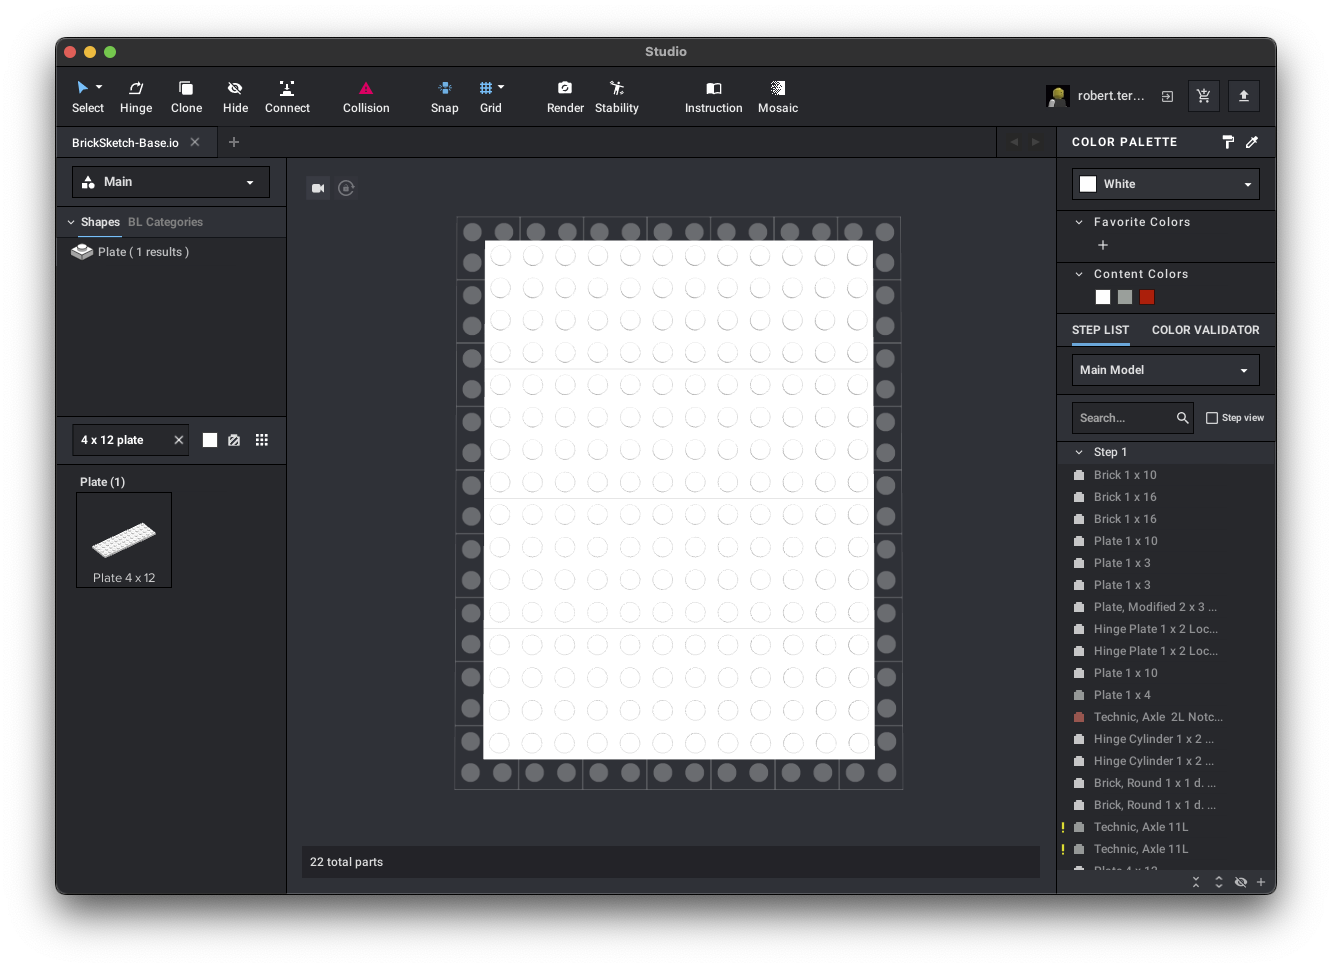 Studio
Select Hinge Clone Hide Connect Collision Snap Grid Render Stability Instruction Mosaic
robert.ter...
BrickSketch-Base.io
Main
Shapes BL Categories
Plate ( 1 results )
4 x 12 plate
Plate (1)
Plate 4 x 12
22 total parts
COLOR PALETTE
White
Favorite Colors
Content Colors
STEP LIST COLOR VALIDATOR
Main Model
Search... Step view
Step 1
Brick 1 x 10
Brick 1 x 16
Brick 1 x 16
Plate 1 x 10
Plate 1 x 3
Plate 1 x 3
Plate, Modified 2 x 3 ...
Hinge Plate 1 x 2 Loc...
Hinge Plate 1 x 2 Loc...
Plate 1 x 10
Plate 1 x 4
Technic, Axle 2L Notc...
Hinge Cylinder 1 x 2 ...
Hinge Cylinder 1 x 2 ...
Brick, Round 1 x 1 d. ...
Brick, Round 1 x 1 d. ...
Technic, Axle 11L
Technic, Axle 11L
Plate 4 x 12